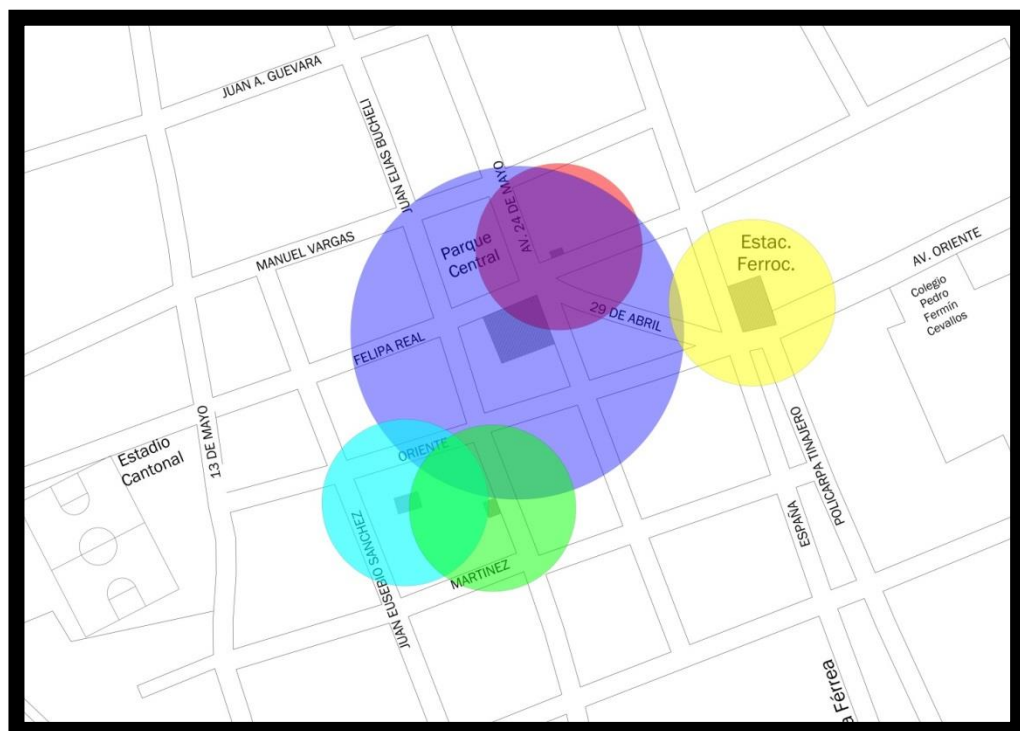 JUAN A. GUEVARA
JUAN ELIAS BUCHELI
AV. 24 DE MAYO
MANUEL VARGAS
Parque
Central
Estac.
Ferroc.
AV. ORIENTE
Colegio
Pedro
Fermín
Cevallos
29 DE ABRIL
FELIPA REAL
13 DE MAYO
Estadio
Cantonal
ORIENTE
POLICARPA TINAJERO
ESPAÑA
JUAN EUSEBIO SANCHEZ
MARTINEZ
a Férrea